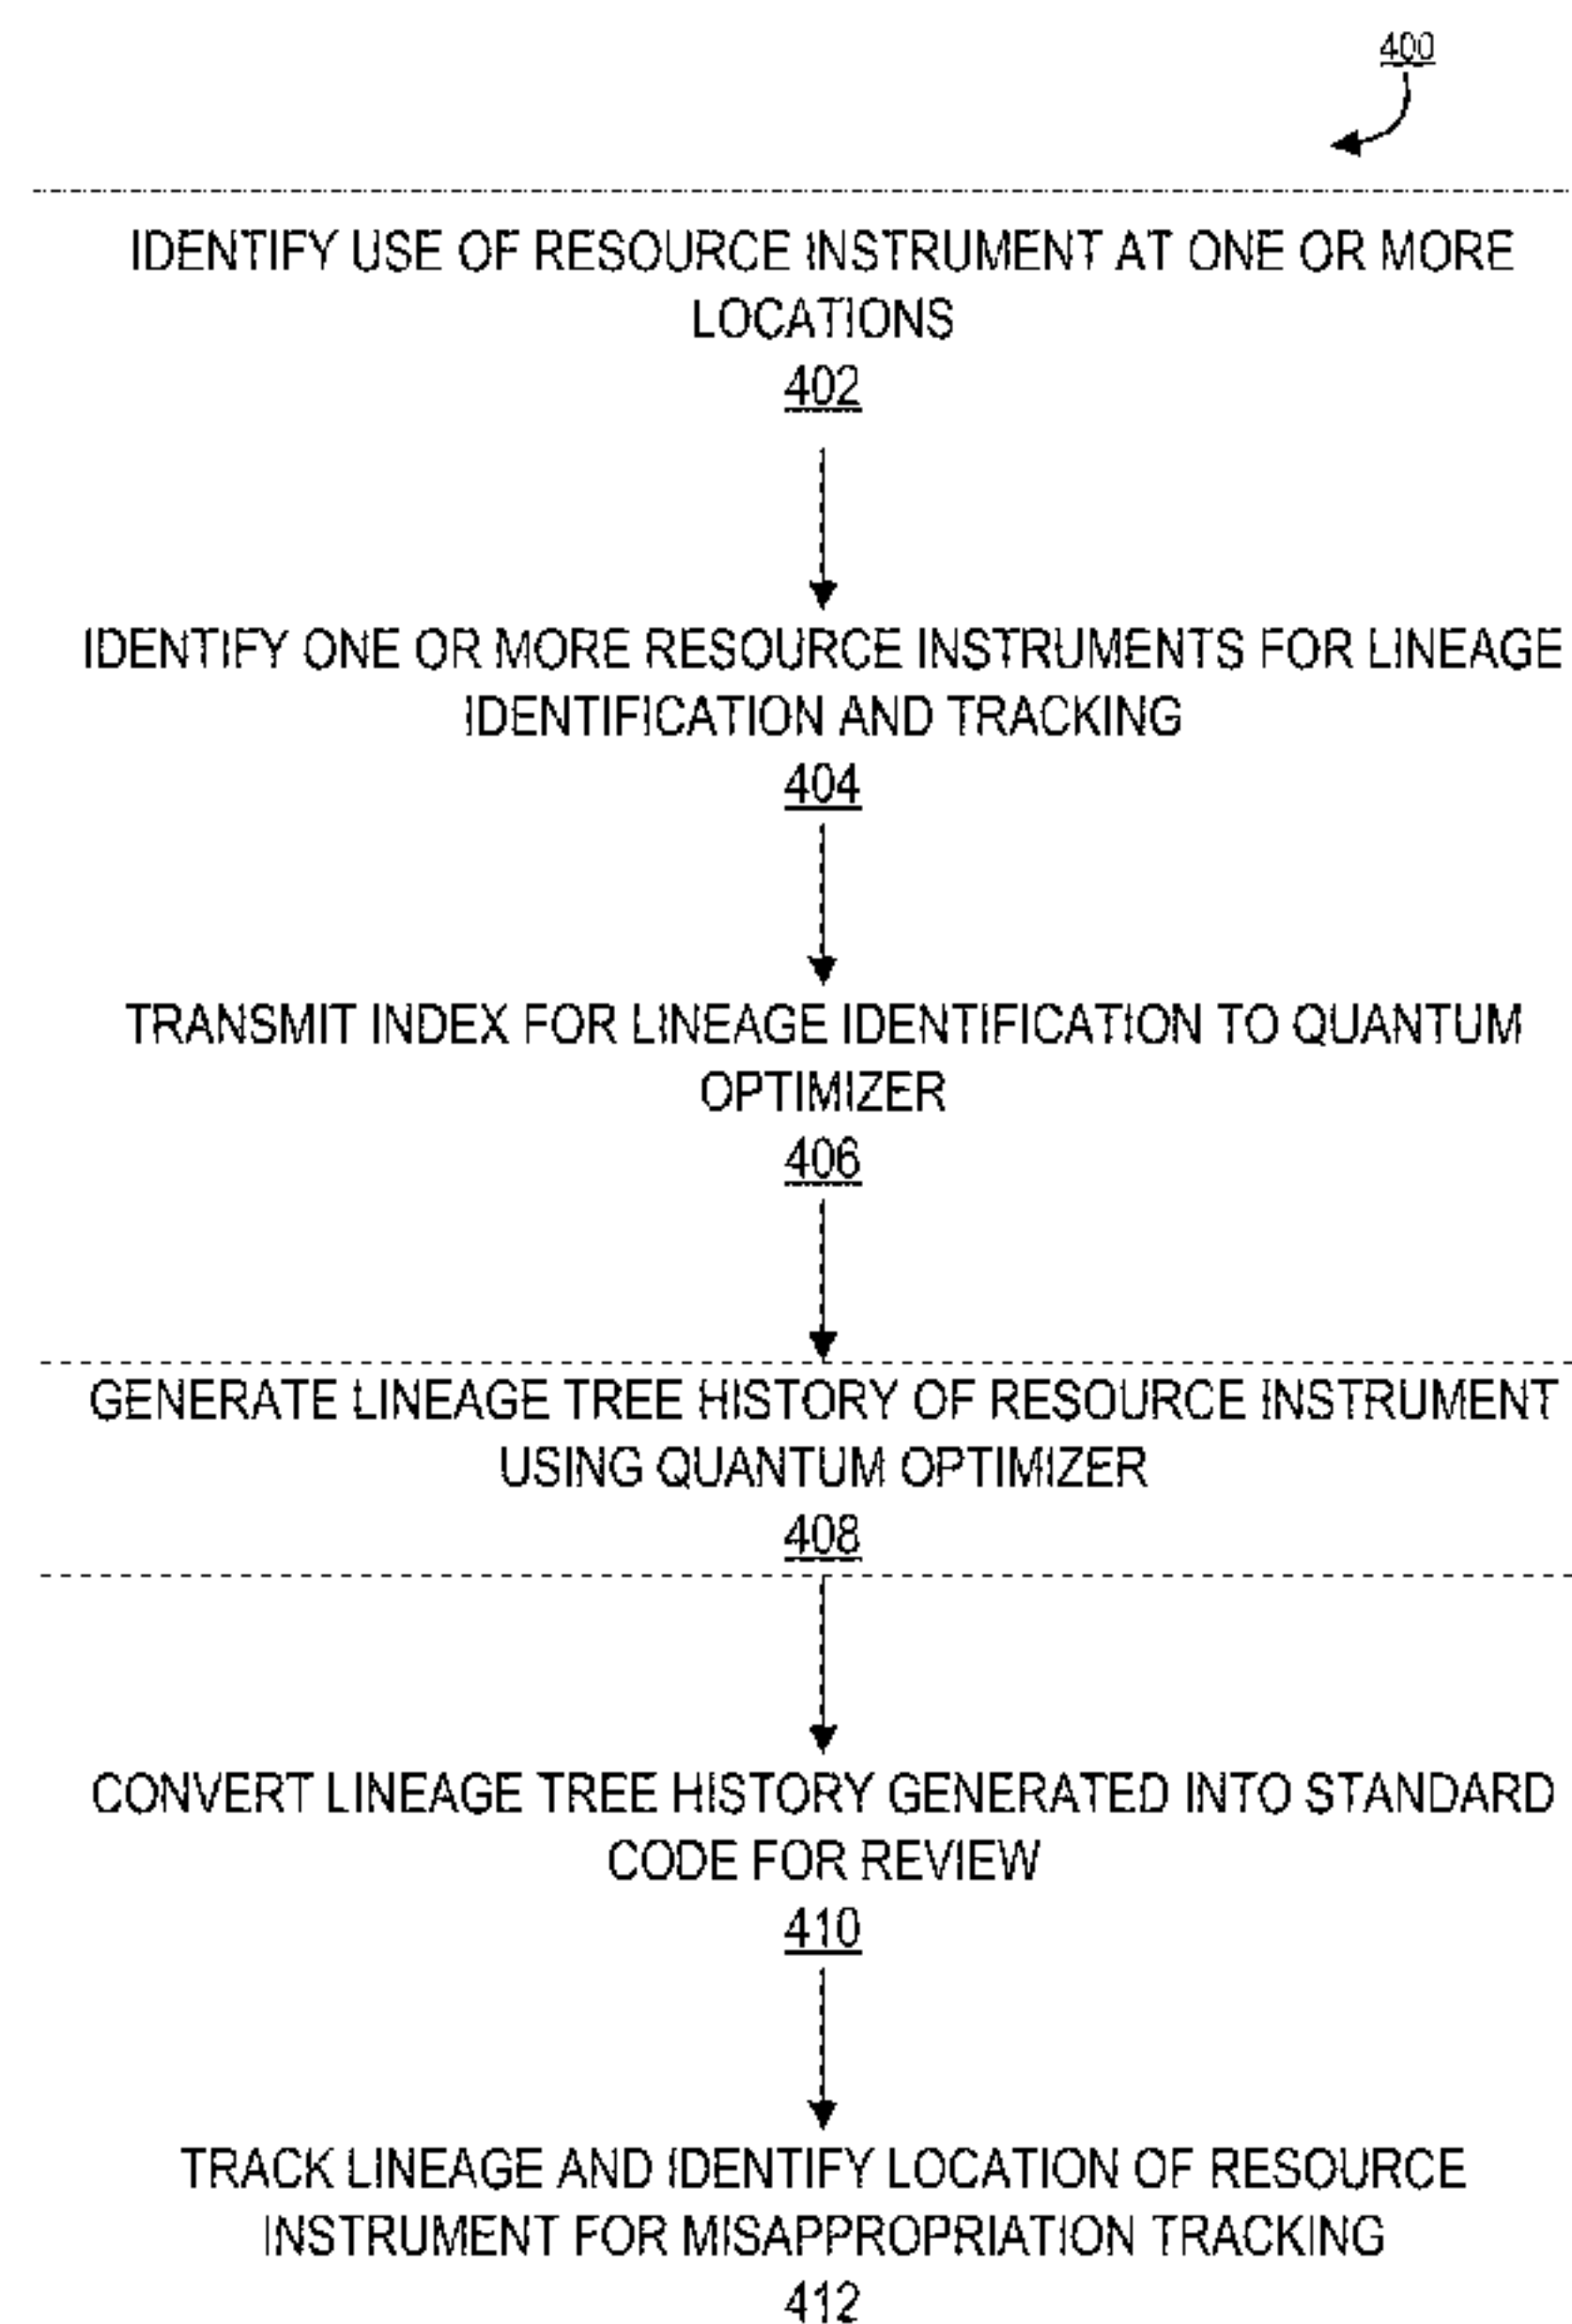 400
IDENTIFY USE OF RESOURCE INSTRUMENT AT ONE OR MORE
LOCATIONS
402
IDENTIFY ONE OR MORE RESOURCE INSTRUMENTS FOR LINEAGE
IDENTIFICATION AND TRACKING
404
TRANSMIT INDEX FOR LINEAGE IDENTIFICATION TO QUANTUM
OPTIMIZER
406
GENERATE LINEAGE TREE HISTORY OF RESOURCE INSTRUMENT
USING QUANTUM OPTIMIZER
408
CONVERT LINEAGE TREE HISTORY GENERATED INTO STANDARD
CODE FOR REVIEW
410
TRACK LINEAGE AND IDENTIFY LOCATION OF RESOURCE
INSTRUMENT FOR MISAPPROPRIATION TRACKING
412